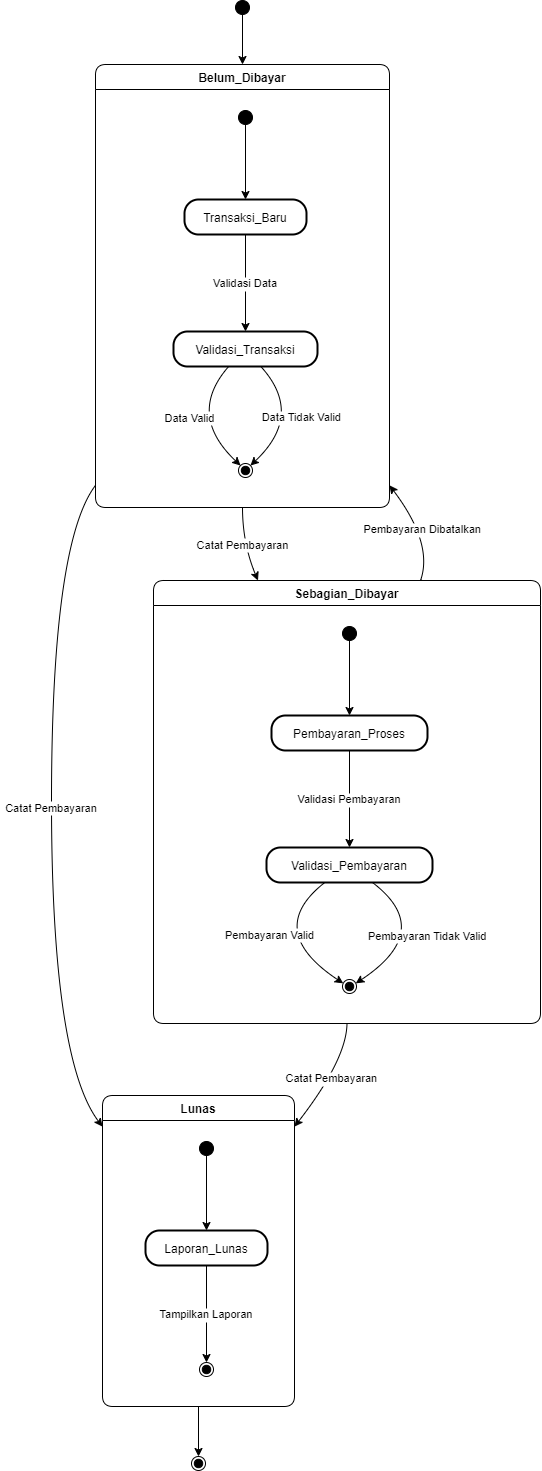 Belum_Dibayar
Transaksi_Baru
Validasi Data
Validasi_Transaksi
Data Valid
Data Tidak Valid
Pembayaran Dibatalkan
Catat Pembayaran
Sebagian_Dibayar
Pembayaran_Proses
Validasi Pembayaran
Catat Pembayaran
Validasi_Pembayaran
Pembayaran Valid
Pembayaran Tidak Valid
Catat Pembayaran
Lunas
Laporan_Lunas
Tampilkan Laporan